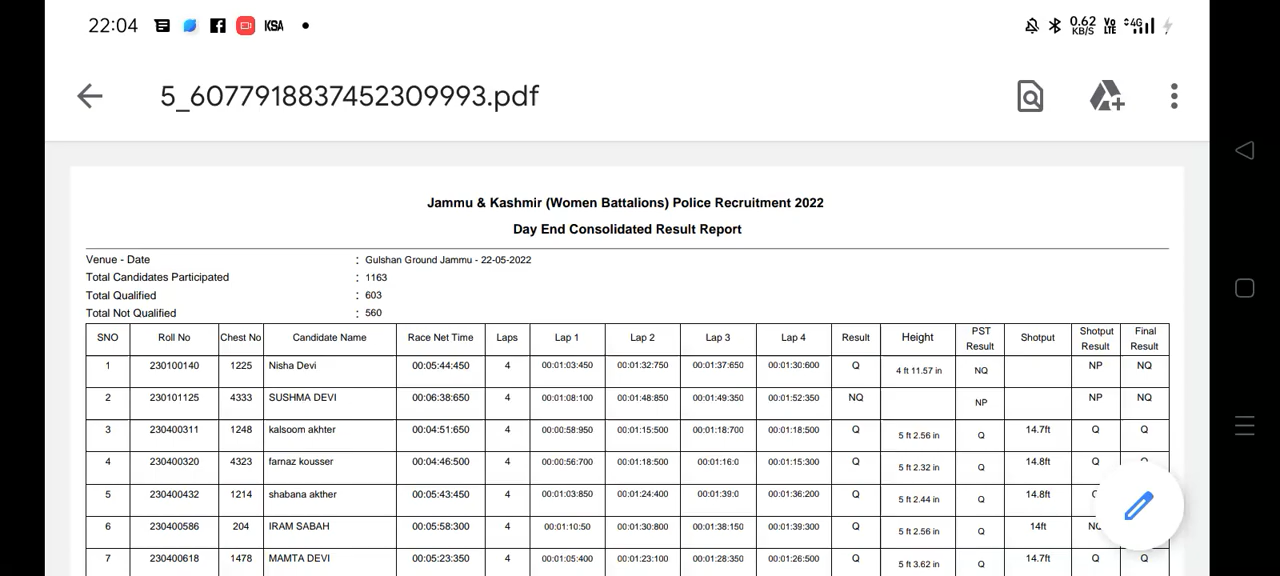 22:04 KSA 0.62 KB/S Vo LTE 4G
5_6077918837452309993.pdf
Jammu & Kashmir (Women Battalions) Police Recruitment 2022
Day End Consolidated Result Report
Venue - Date : Gulshan Ground Jammu - 22-05-2022
Total Candidates Participated : 1163
Total Qualified : 603
Total Not Qualified : 560
SNO Roll No Chest No Candidate Name Race Net Time Laps Lap 1 Lap 2 Lap 3 Lap 4 Result Height PST Result Shotput Shotput Result Final Result
1 230100140 1225 Nisha Devi 00:05:44:450 4 00:01:03:450 00:01:32:750 00:01:37:650 00:01:30:600 Q 4 ft 11.57 in NQ NP NQ
2 230101125 4333 SUSHMA DEVI 00:06:38:650 4 00:01:08:100 00:01:48:850 00:01:49:350 00:01:52:350 NQ NP NP NQ
3 230400311 1248 kalsoom akhter 00:04:51:650 4 00:00:58:950 00:01:15:500 00:01:18:700 00:01:18:500 Q 5 ft 2.56 in Q 14.7ft Q Q
4 230400320 4323 farnaz kousser 00:04:46:500 4 00:00:56:700 00:01:18:500 00:01:16:0 00:01:15:300 Q 5 ft 2.32 in Q 14.8ft Q
5 230400432 1214 shabana akther 00:05:43:450 4 00:01:03:850 00:01:24:400 00:01:39:0 00:01:36:200 Q 5 ft 2.44 in Q 14.8ft
6 230400586 204 IRAM SABAH 00:05:58:300 4 00:01:10:50 00:01:30:800 00:01:38:150 00:01:39:300 Q 5 ft 2.56 in Q 14ft
7 230400618 1478 MAMTA DEVI 00:05:23:350 4 00:01:05:400 00:01:23:100 00:01:28:350 00:01:26:500 Q 5 ft 3.62 in Q 14.7ft Q Q